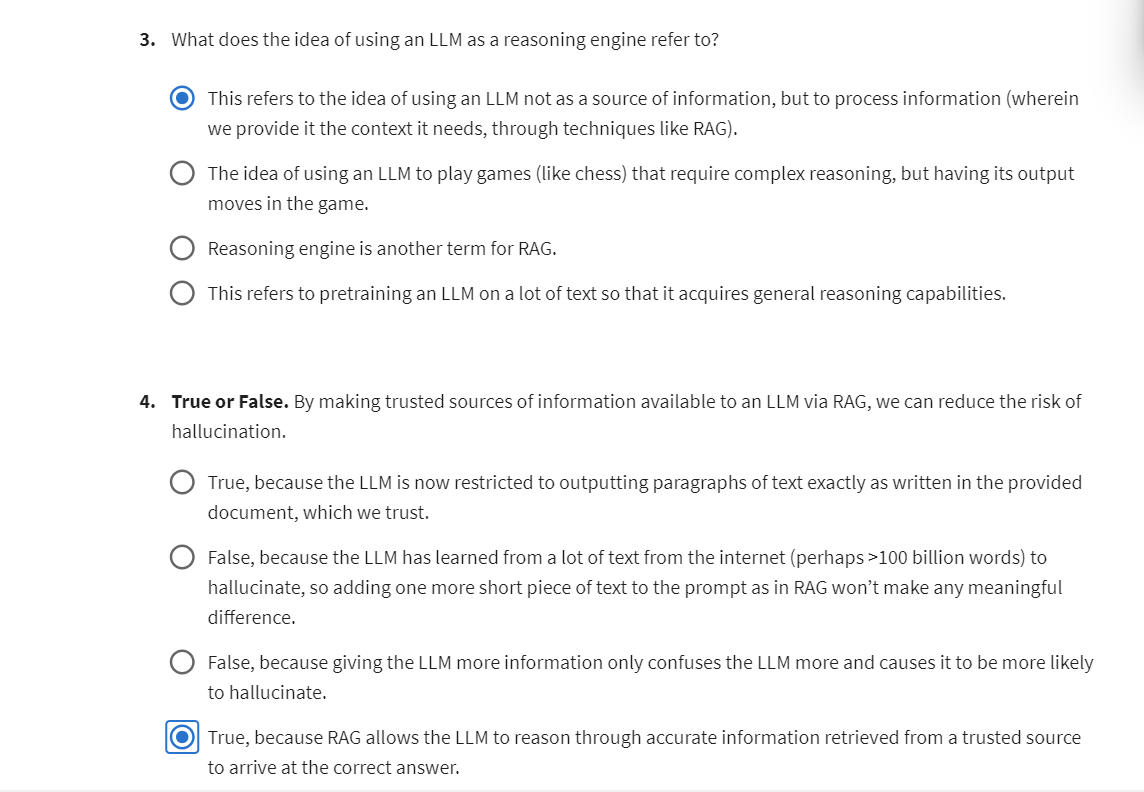 3. What does the idea of using an LLM as a reasoning engine refer to?
This refers to the idea of using an LLM not as a source of information, but to process information (wherein
we provide it the context it needs, through techniques like RAG).
The idea of using an LLM to play games (like chess) that require complex reasoning, but having its output
moves in the game.
Reasoning engine is another term for RAG.
This refers to pretraining an LLM on a lot of text so that it acquires general reasoning capabilities.
4. True or False. By making trusted sources of information available to an LLM via RAG, we can reduce the risk of
hallucination.
True, because the LLM is now restricted to outputting paragraphs of text exactly as written in the provided
document, which we trust.
False, because the LLM has learned from a lot of text from the internet (perhaps >100 billion words) to
hallucinate, so adding one more short piece of text to the prompt as in RAG won’t make any meaningful
difference.
False, because giving the LLM more information only confuses the LLM more and causes it to be more likely
to hallucinate.
True, because RAG allows the LLM to reason through accurate information retrieved from a trusted source
to arrive at the correct answer.